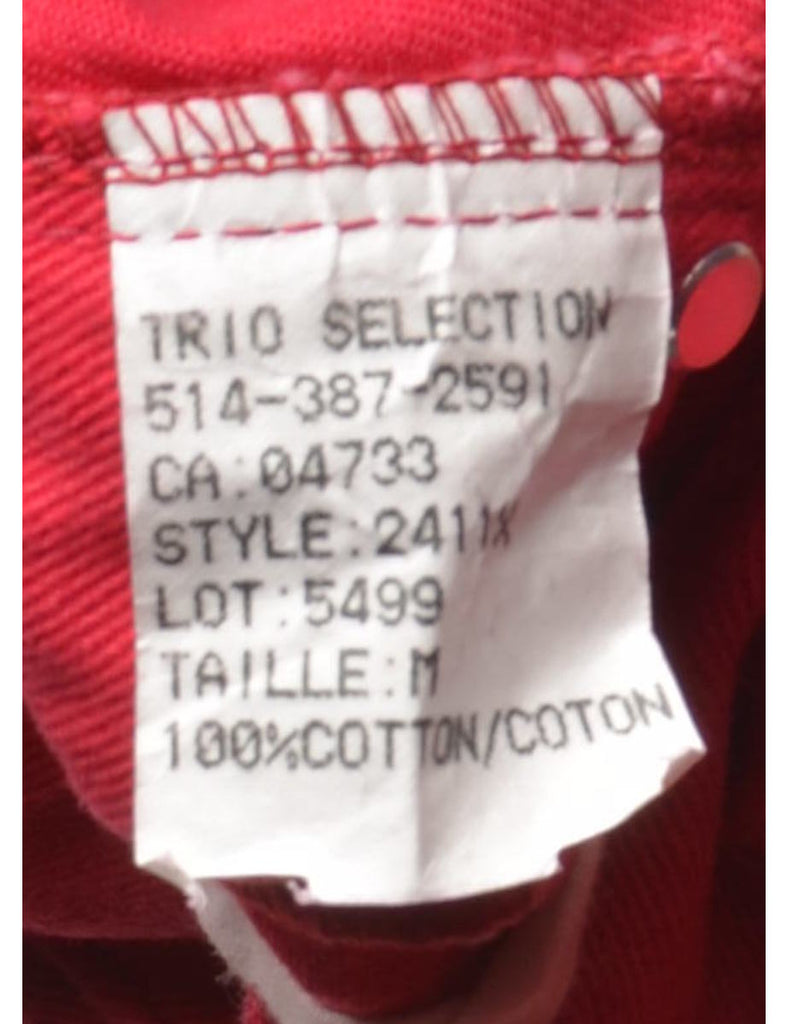 TRIO SELECTION
514-387-2591
CA:04733
STYLE:2411X
LOT:5499
TAILLE:M
100%COTTON/COTON